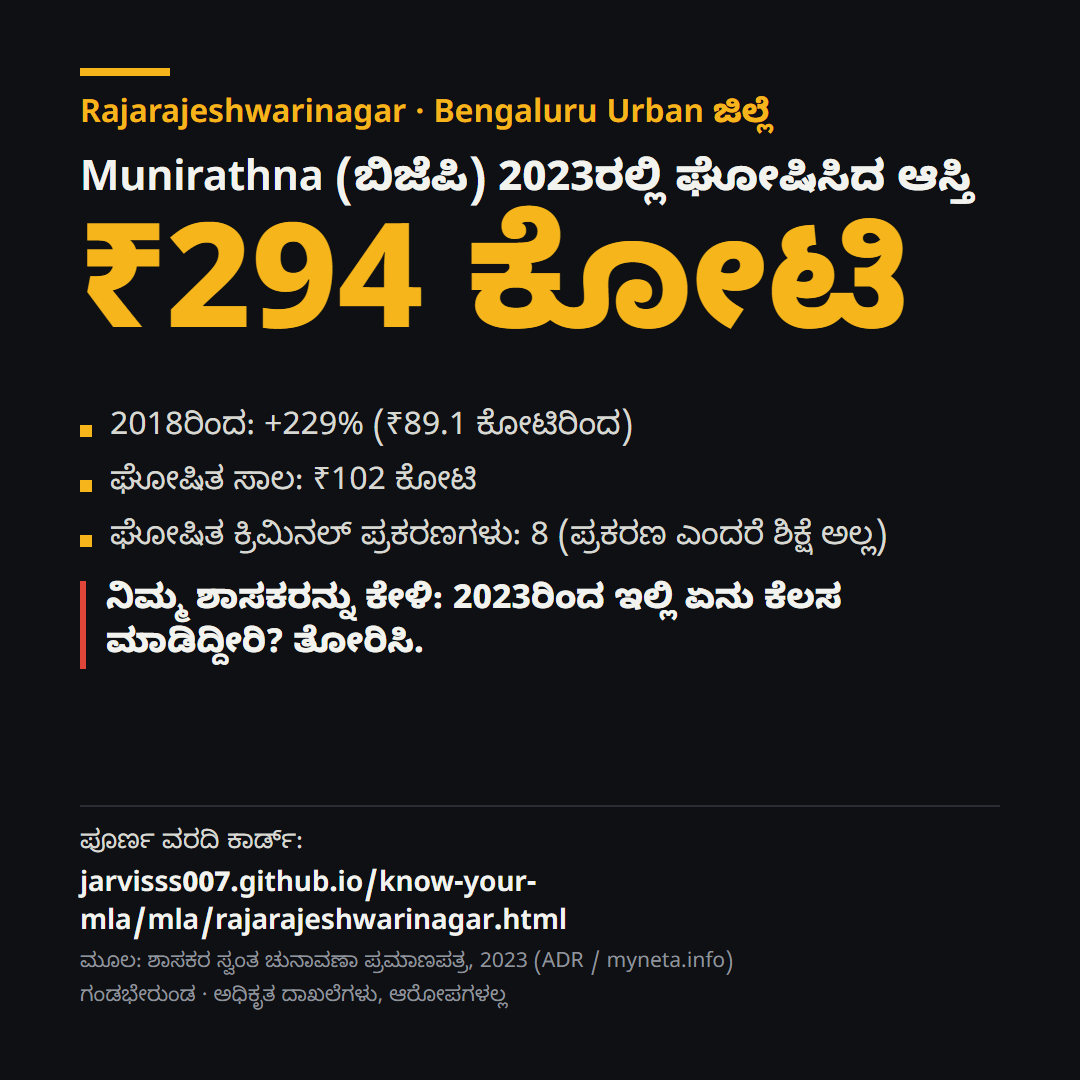 Rajarajeshwarinagar · Bengaluru Urban ಜಿಲ್ಲೆ
Munirathna (ಬಿಜೆಪಿ) 2023ರಲ್ಲಿ ಘೋಷಿಸಿದ ಆಸ್ತಿ
₹294 ಕೋಟಿ
2018ರಿಂದ: +229% (₹89.1 ಕೋಟಿರಿಂದ)
ಘೋಷಿತ ಸಾಲ: ₹102 ಕೋಟಿ
ಘೋಷಿತ ಕ್ರಿಮಿನಲ್ ಪ್ರಕರಣಗಳು: 8 (ಪ್ರಕರಣ ಎಂದರೆ ಶಿಕ್ಷೆ ಅಲ್ಲ)
ನಿಮ್ಮ ಶಾಸಕರನ್ನು ಕೇಳಿ: 2023ರಿಂದ ಇಲ್ಲಿ ಏನು ಕೆಲಸ
ಮಾಡಿದ್ದೀರಿ? ತೋರಿಸಿ.
ಪೂರ್ಣ ವರದಿ ಕಾರ್ಡ್:
jarvisss007.github.io/know-your-
mla/mla/rajarajeshwarinagar.html
ಮೂಲ: ಶಾಸಕರ ಸ್ವಂತ ಚುನಾವಣಾ ಪ್ರಮಾಣಪತ್ರ, 2023 (ADR / myneta.info)
ಗಂಡಭೇರುಂಡ · ಅಧಿಕೃತ ದಾಖಲೆಗಳು, ಆರೋಪಗಳಲ್ಲ